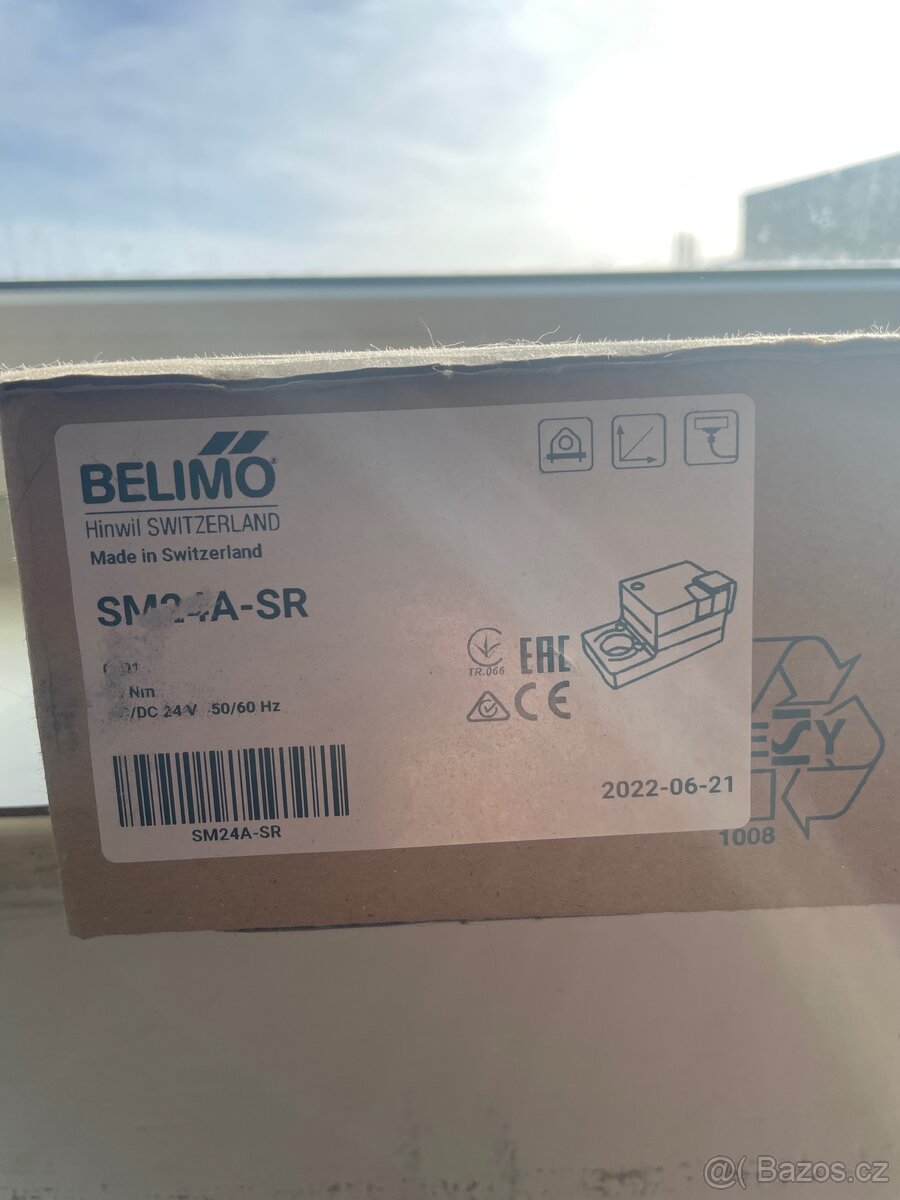 BELIMO
Hinwil SWITZERLAND
Made in Switzerland
SM24A-SR
Nm
/DC 24 V 50/60 Hz
SM24A-SR
TR.066
EAC
CE
2022-06-21
ESY
1008
@( Bazos.cz